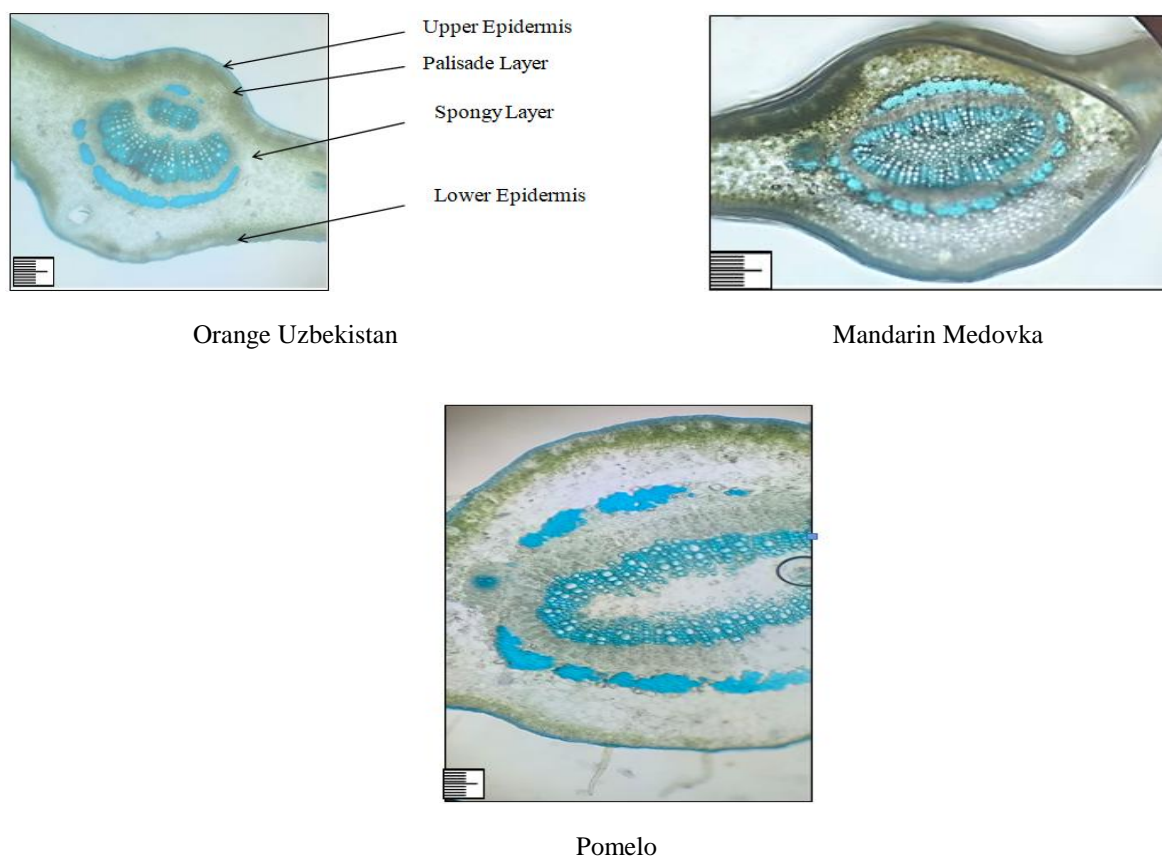 Upper Epidermis
Palisade Layer
Spongy Layer
Lower Epidermis
Orange Uzbekistan
Mandarin Medovka
Pomelo